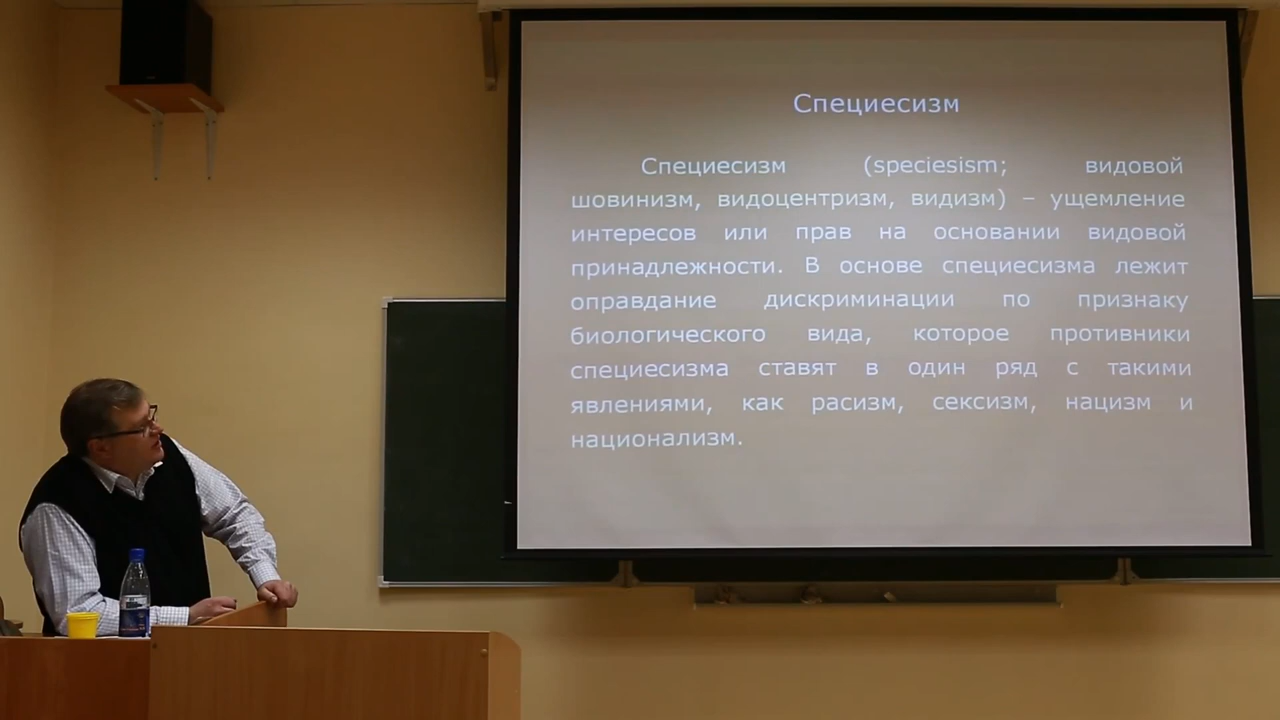 Специесизм
Специесизм (speciesism; видовой
шовинизм, видоцентризм, видизм) – ущемление
интересов или прав на основании видовой
принадлежности. В основе специесизма лежит
оправдание дискриминации по признаку
биологического вида, которое противники
специесизма ставят в один ряд с такими
явлениями, как расизм, сексизм, нацизм и
национализм.